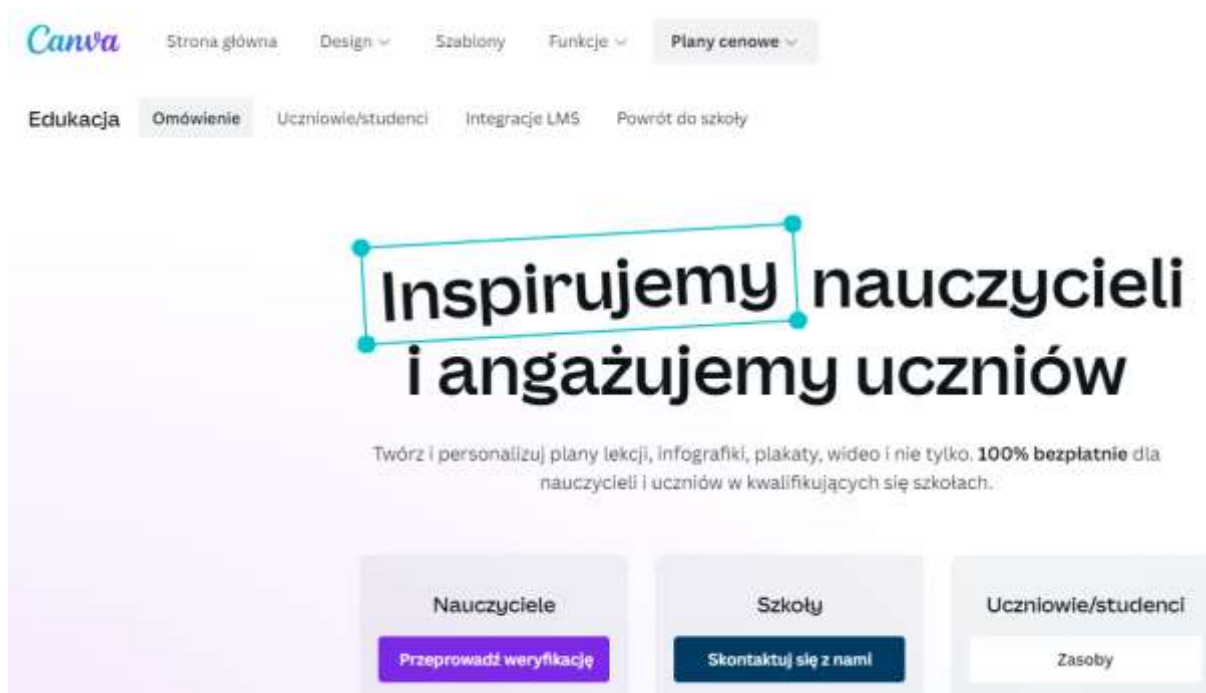 Canva Strona główna Design Szablony Funkcje Plany cenowe
Edukacja Omówienie Uczniowie/studenci Integracje LMS Powrót do szkoły
Inspirujemy nauczycieli
i angażujemy uczniów
Twórz i personalizuj plany lekcji, infografiki, plakaty, wideo i nie tylko. 100% bezpłatnie dla
nauczycieli i uczniów w kwalifikujących się szkołach.
Nauczyciele Szkoły Uczniowie/studenci
Przeprowadź weryfikację Skontaktuj się z nami Zasoby